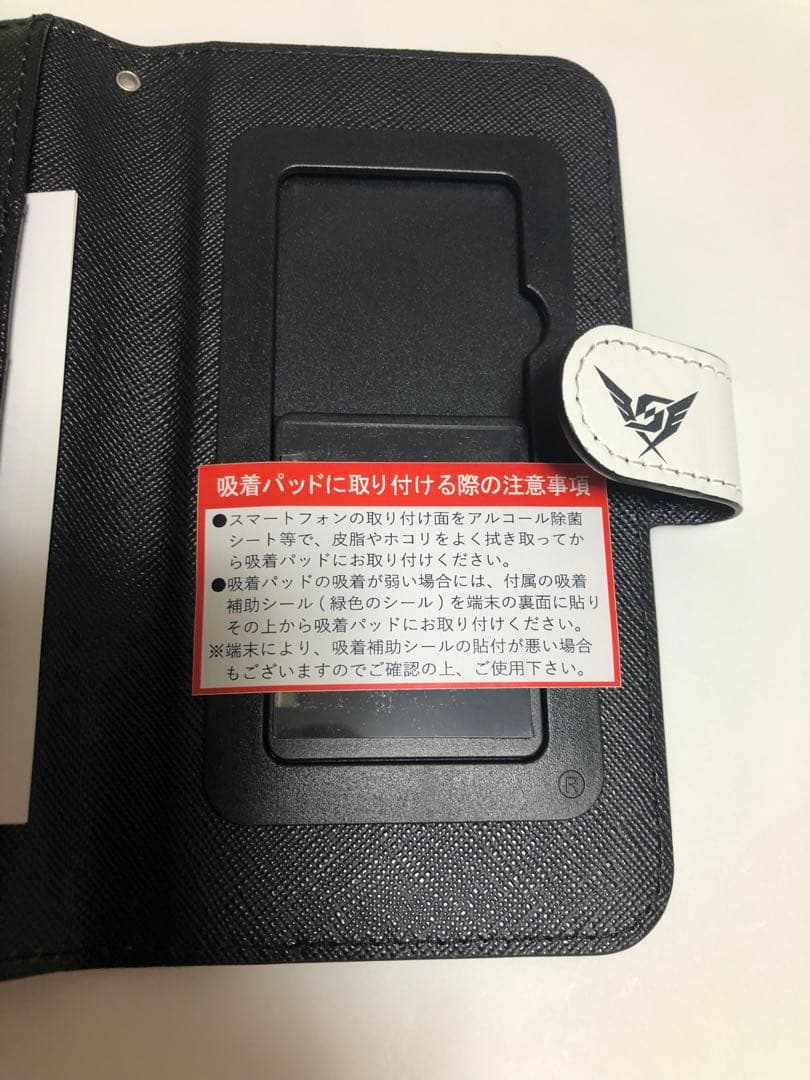 吸着パッドに取り付ける際の注意事項
●スマートフォンの取り付け面をアルコール除菌
シート等で、皮脂やホコリをよく拭き取ってか
ら吸着パッドにお取り付けください。
●吸着パッドの吸着が弱い場合には、付属の吸着
補助シール(緑色のシール)を端末の裏面に貼り
その上から吸着パッドにお取り付けください。
※端末により、吸着補助シールの貼付が悪い場合
もございますのでご確認の上、ご使用下さい。
®